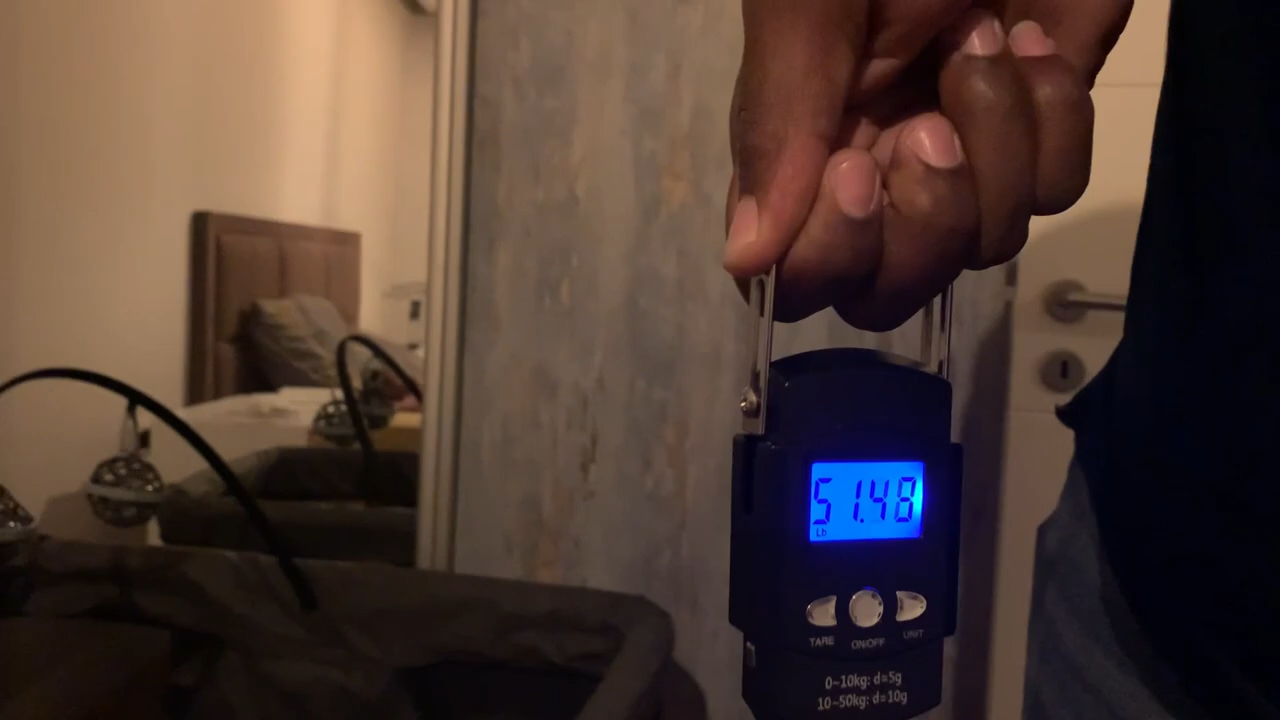 51.48
Lb
TARE ON/OFF UNIT
0~10kg: d=5g
10~50kg: d=10g